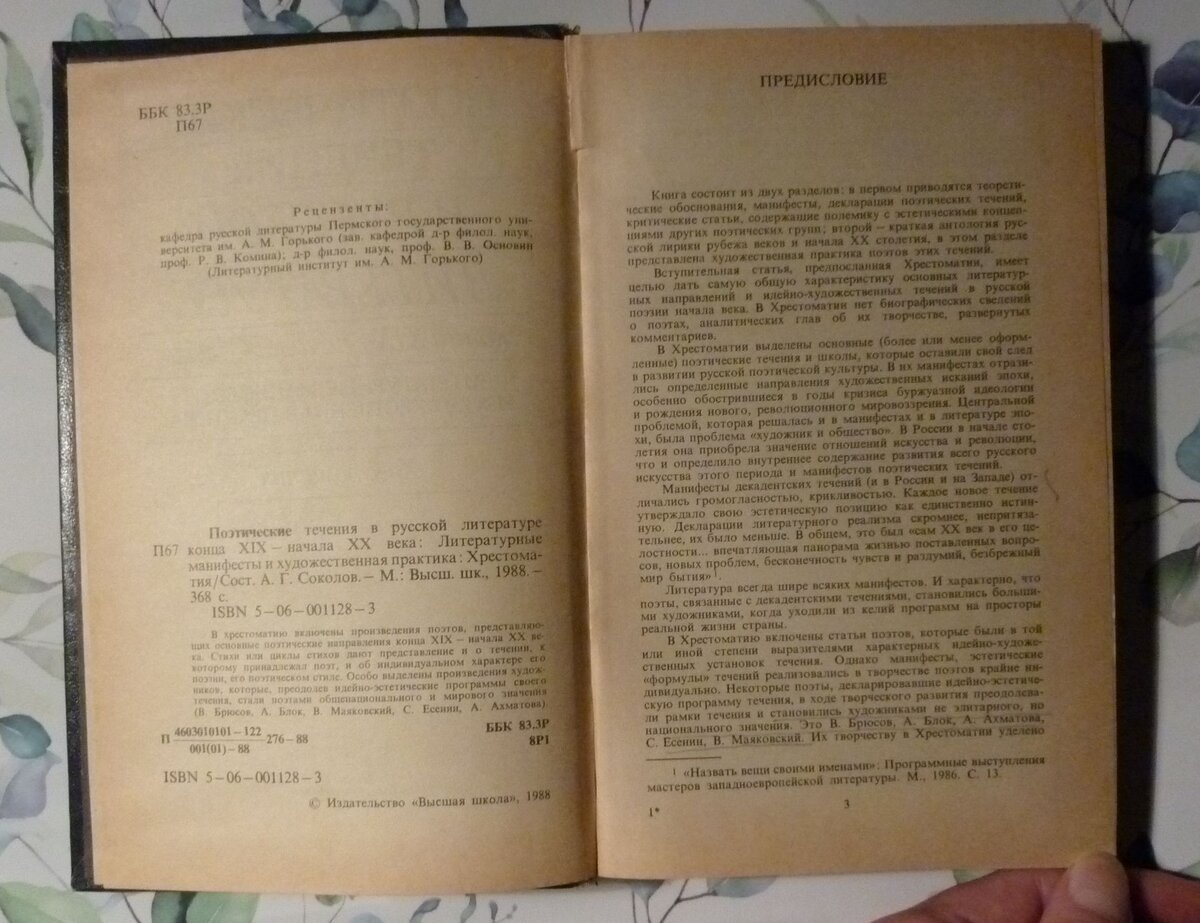 ББК 83.3Р
П67
Рецензенты:
кафедра русской литературы Пермского государственного уни-
верситета им. А. М. Горького (зав. кафедрой д-р филол. наук,
проф. Р. В. Комина); д-р филол. наук, проф. В. В. Основин
(Литературный институт им. А. М. Горького)
Поэтические течения в русской литературе
П67 конца XIX — начала XX века: Литературные
манифесты и художественная практика: Хрестома-
тия/Сост. А. Г. Соколов. — М.: Высш. шк., 1988. —
368 с.
ISBN 5—06—001128—3
В хрестоматию включены произведения поэтов, представляю-
щих основные поэтические направления конца XIX — начала XX ве-
ка. Стихи или циклы стихов дают представление и о течении, к
которому принадлежал поэт, и об индивидуальном характере его
поэзии, его поэтическом стиле. Особо выделены произведения худож-
ников, которые, преодолев идейно-эстетические программы своего
течения, стали поэтами общенационального и мирового значения
(В. Брюсов, А. Блок, В. Маяковский, С. Есенин, А. Ахматова).
П 4603010101—122
001(01)—88
276—88
ББК 83.3Р
8Р1
ISBN 5—06—001128—3
© Издательство «Высшая школа», 1988
ПРЕДИСЛОВИЕ
Книга состоит из двух разделов: в первом приводятся теорети-
ческие обоснования, манифесты, декларации поэтических течений,
критические статьи, содержащие полемику с эстетическими концеп-
циями других поэтических групп; второй — краткая антология рус-
ской лирики рубежа веков и начала XX столетия, в этом разделе
представлена художественная практика поэтов этих течений.
Вступительная статья, предпосланная Хрестоматии, имеет
целью дать самую общую характеристику основных литератур-
ных направлений и идейно-художественных течений в русской
поэзии начала века. В Хрестоматии нет биографических сведений
о поэтах, аналитических глав об их творчестве, развернутых
комментариев.
В Хрестоматии выделены основные (более или менее оформ-
ленные) поэтические течения и школы, которые оставили свой след
в развитии русской поэтической культуры. В их манифестах отрази-
лись определенные направления художественных исканий эпохи,
особенно обострившиеся в годы кризиса буржуазной идеологии
и рождения нового, революционного мировоззрения. Центральной
проблемой, которая решалась и в манифестах и в литературе эпо-
хи, была проблема «художник и общество». В России в начале сто-
летия она приобрела значение отношений искусства и революции,
что и определило внутреннее содержание развития всего русского
искусства этого периода и манифестов поэтических течений.
Манифесты декадентских течений (и в России и на Западе) от-
личались громогласностью, крикливостью. Каждое новое течение
утверждало свою эстетическую позицию как единственно истин-
ную. Декларации литературного реализма скромнее, непритяза-
тельнее, их было меньше. В общем, это был «сам XX век в его це-
лостности... впечатляющая панорама жизнью поставленных вопро-
сов, новых проблем, бесконечность чувств и раздумий, безбрежный
мир бытия»¹.
Литература всегда шире всяких манифестов. И характерно, что
поэты, связанные с декадентскими течениями, становились больши-
ми художниками, когда уходили из келий программ на просторы
реальной жизни страны.
В Хрестоматию включены статьи поэтов, которые были в той
или иной степени выразителями характерных идейно-художе-
ственных установок течения. Однако манифесты, эстетические
«формулы» течений реализовались в творчестве поэтов крайне ин-
дивидуально. Некоторые поэты, декларировавшие идейно-эстетиче-
скую программу течения, в ходе творческого развития преодолева-
ли рамки течения и становились художниками не элитарного, но
национального значения. Это В. Брюсов, А. Блок, А. Ахматова,
С. Есенин, В. Маяковский. Их творчеству в Хрестоматии уделено
¹ «Назвать вещи своими именами»: Программные выступления
мастеров западноевропейской литературы. М., 1986. С. 13.
1*
3